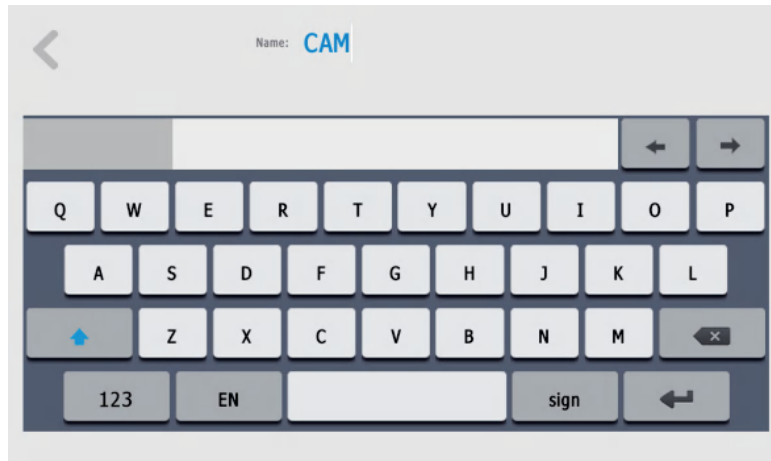 Name: CAM
Q W E R T Y U I O P
A S D F G H J K L
Z X C V B N M
123 EN sign